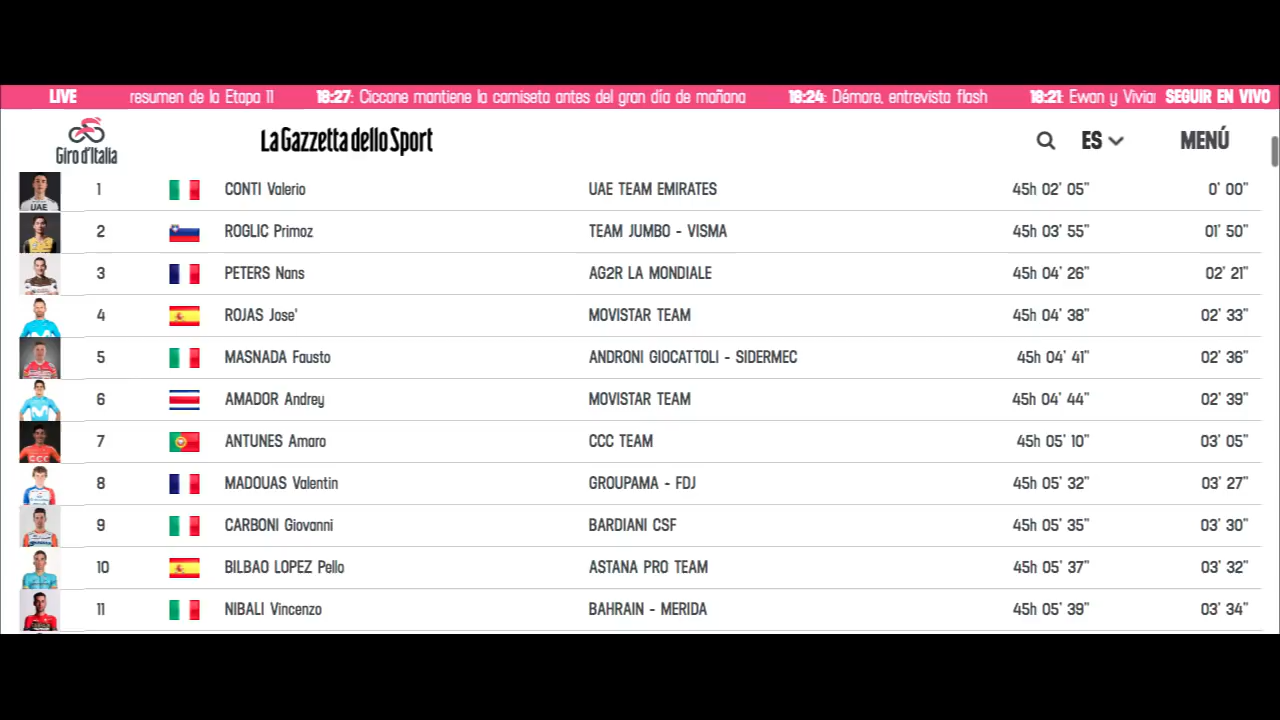 LIVE resumen de la Etapa 11 18:27: Ciccone mantiene la camiseta antes del gran día de mañana 18:24: Démare, entrevista flash 18:21: Ewan y Vivia SEGUIR EN VIVO
Giro d'Italia La Gazzetta dello Sport ES MENÚ
UAE 1 CONTI Valerio UAE TEAM EMIRATES 45h 02' 05" 0' 00"
2 ROGLIC Primoz TEAM JUMBO - VISMA 45h 03' 55" 01' 50"
3 PETERS Nans AG2R LA MONDIALE 45h 04' 26" 02' 21"
4 ROJAS Jose' MOVISTAR TEAM 45h 04' 38" 02' 33"
5 MASNADA Fausto ANDRONI GIOCATTOLI - SIDERMEC 45h 04' 41" 02' 36"
6 AMADOR Andrey MOVISTAR TEAM 45h 04' 44" 02' 39"
CCC 7 ANTUNES Amaro CCC TEAM 45h 05' 10" 03' 05"
8 MADOUAS Valentin GROUPAMA - FDJ 45h 05' 32" 03' 27"
9 CARBONI Giovanni BARDIANI CSF 45h 05' 35" 03' 30"
10 BILBAO LOPEZ Pello ASTANA PRO TEAM 45h 05' 37" 03' 32"
11 NIBALI Vincenzo BAHRAIN - MERIDA 45h 05' 39" 03' 34"